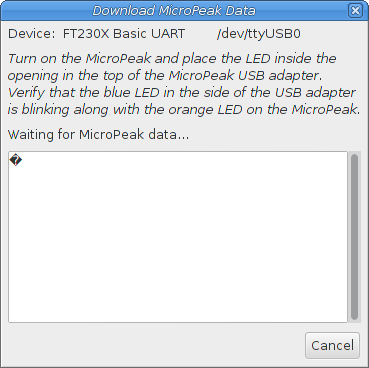 Download MicroPeak Data
Device: FT230X Basic UART /dev/ttyUSB0
Turn on the MicroPeak and place the LED inside the
opening in the top of the MicroPeak USB adapter.
Verify that the blue LED in the side of the USB adapter
is blinking along with the orange LED on the MicroPeak.
Waiting for MicroPeak data...
�
Cancel